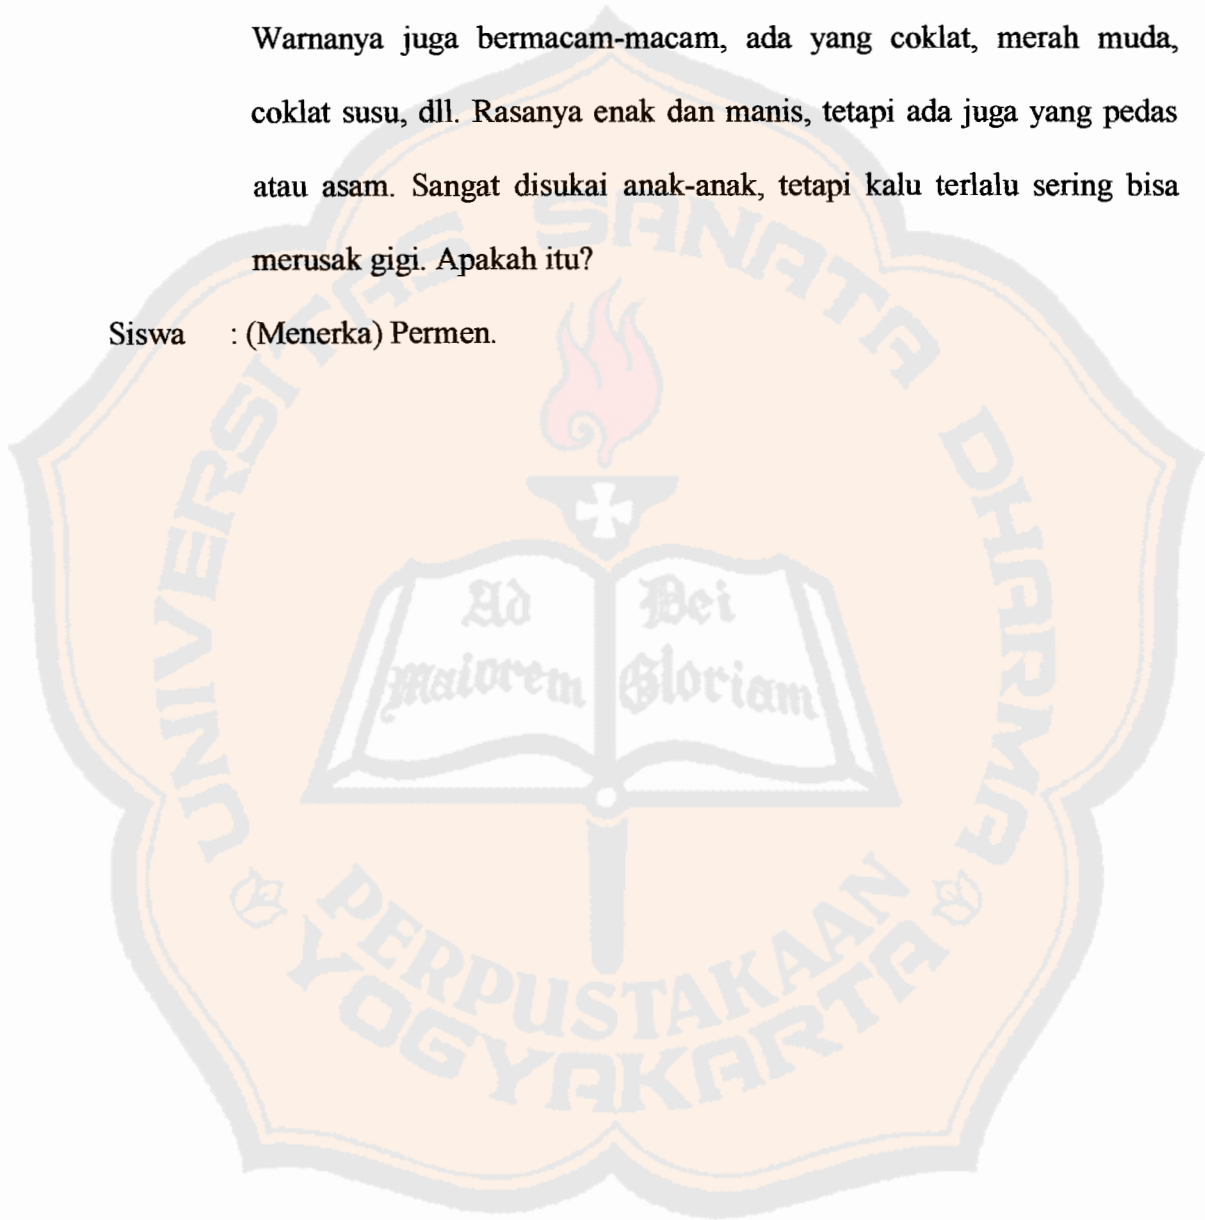 Warnanya juga bermacam-macam, ada yang coklat, merah muda,
coklat susu, dll. Rasanya enak dan manis, tetapi ada juga yang pedas
atau asam. Sangat disukai anak-anak, tetapi kalu terlalu sering bisa
merusak gigi. Apakah itu?
Siswa : (Menerka) Permen.
UNIVERSITAS SANATA DHARMA
Ad Dei
maiorem Gloriam
PERPUSTAKAAN
YOGYAKARTA